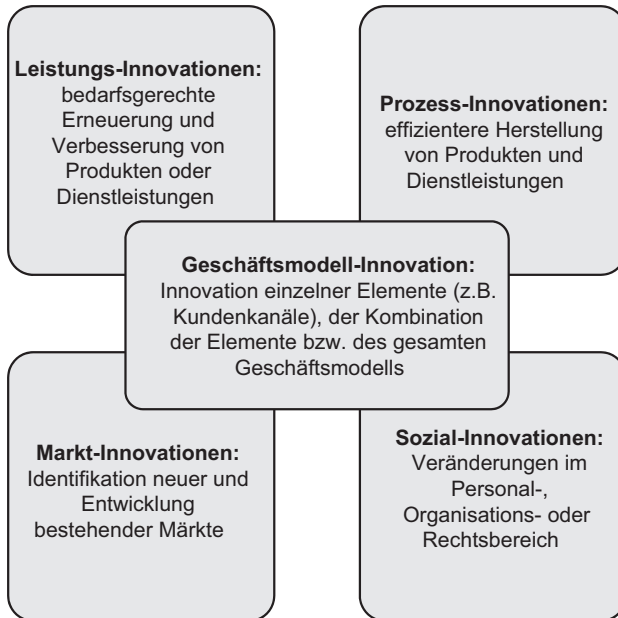 Leistungs-Innovationen:
bedarfsgerechte
Erneuerung und
Verbesserung von
Produkten oder
Dienstleistungen
Prozess-Innovationen:
effizientere Herstellung
von Produkten und
Dienstleistungen
Geschäftsmodell-Innovation:
Innovation einzelner Elemente (z.B.
Kundenkanäle), der Kombination
der Elemente bzw. des gesamten
Geschäftsmodells
Markt-Innovationen:
Identifikation neuer und
Entwicklung
bestehender Märkte
Sozial-Innovationen:
Veränderungen im
Personal-,
Organisations- oder
Rechtsbereich